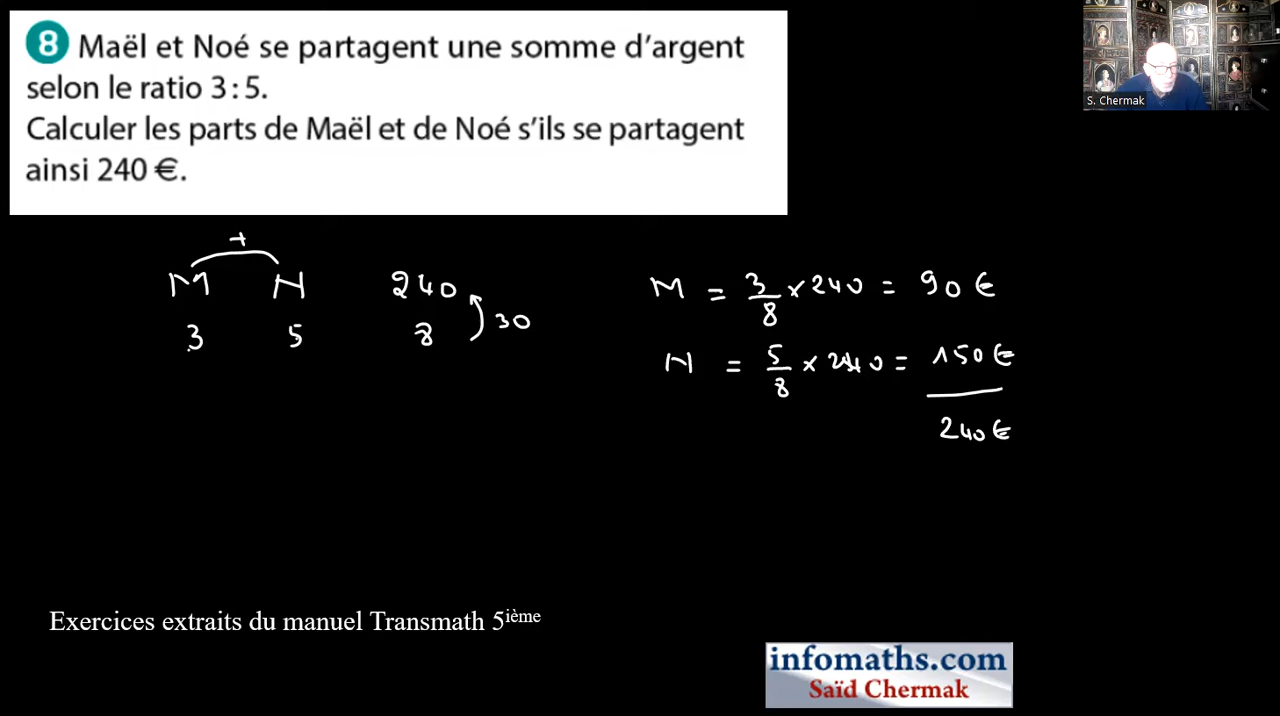 8 Maël et Noé se partagent une somme d'argent
selon le ratio 3 : 5.
Calculer les parts de Maël et de Noé s'ils se partagent
ainsi 240 €.
S. Chermak
+
M N 240
3 5 8 30
M = 3/8 × 240 = 90 €
N = 5/8 × 240 = 150 €
240 €
Exercices extraits du manuel Transmath 5ième
infomaths.com
Saïd Chermak